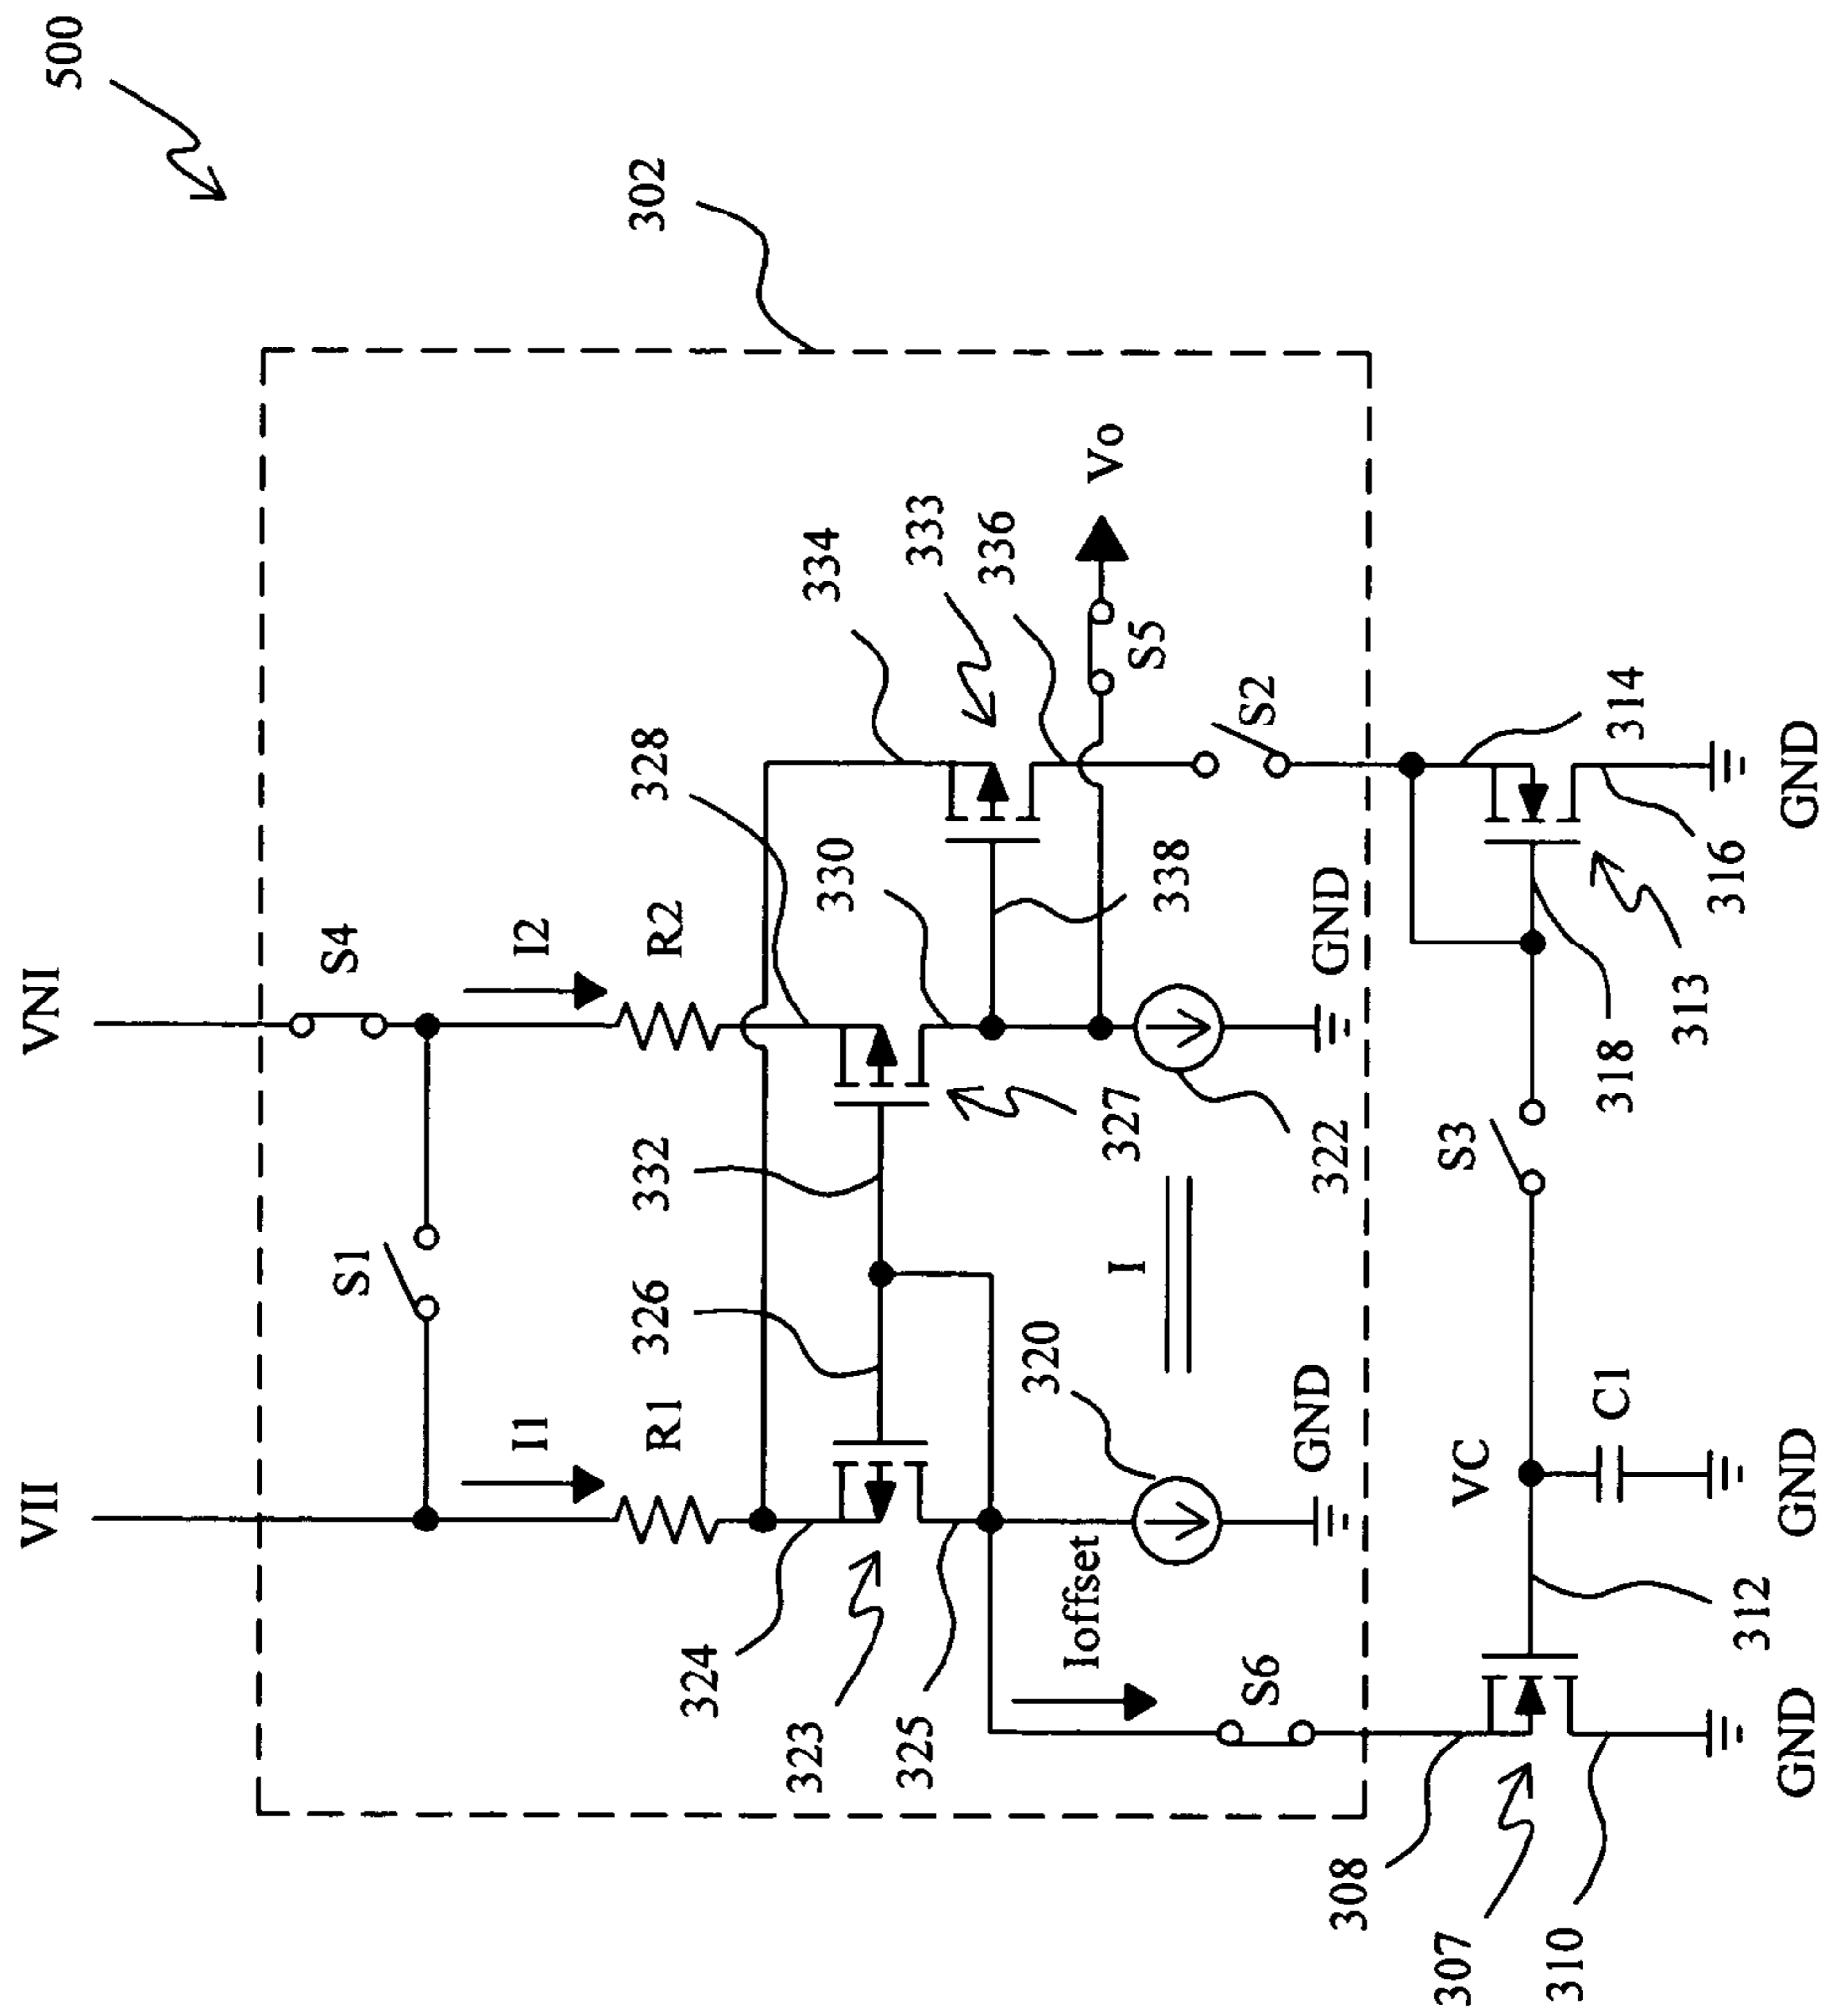 500
302
VII
VNI
S1
S4
I1
I2
R1
R2
326
332
328
334
333
336
324
323
325
330
338
Vo
S5
S2
320
I
327
322
Ioffset
GND
GND
S6
VC
C1
S3
318
313
314
316
308
307
310
312
GND
GND
GND